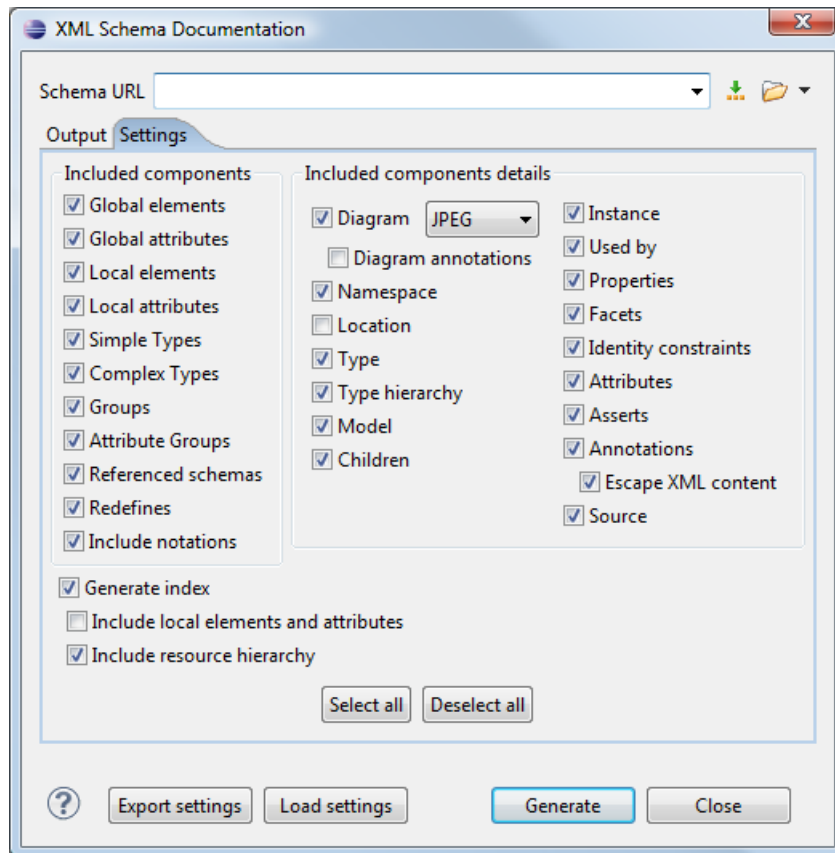 XML Schema Documentation
Schema URL
Output Settings
Included components
Global elements
Global attributes
Local elements
Local attributes
Simple Types
Complex Types
Groups
Attribute Groups
Referenced schemas
Redefines
Include notations
Included components details
Diagram JPEG
Diagram annotations
Namespace
Location
Type
Type hierarchy
Model
Children
Instance
Used by
Properties
Facets
Identity constraints
Attributes
Asserts
Annotations
Escape XML content
Source
Generate index
Include local elements and attributes
Include resource hierarchy
Select all Deselect all
? Export settings Load settings Generate Close